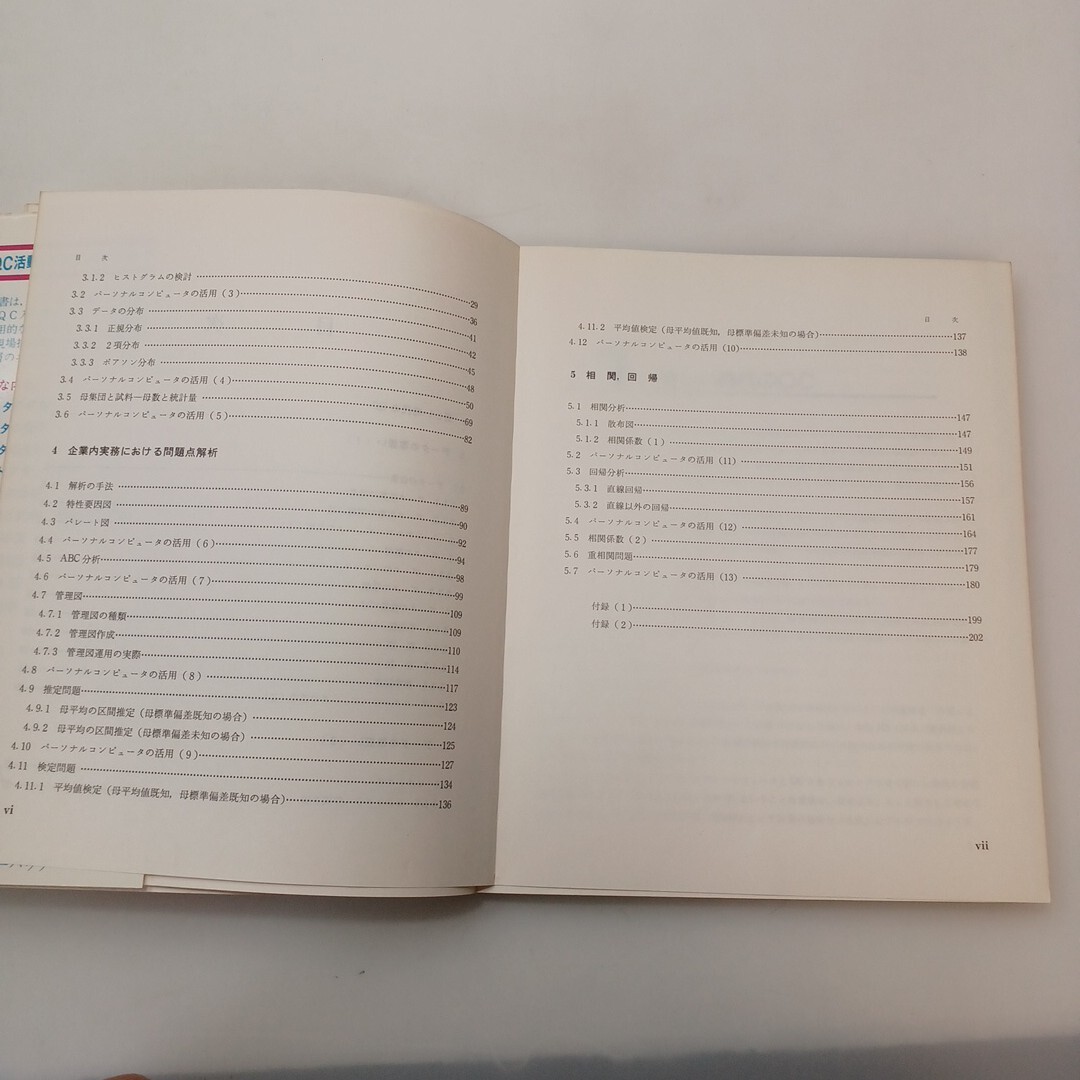 QC活動
書は,
な内
目 次
3.1.2 ヒストグラムの検討 29
3.2 パーソナルコンピュータの活用（3） 36
3.3 データの分布 41
3.3.1 正規分布 42
3.3.2 2項分布 45
3.3.3 ポアソン分布 48
3.4 パーソナルコンピュータの活用（4） 50
3.5 母集団と試料―母数と統計量 69
3.6 パーソナルコンピュータの活用（5） 82
4 企業内実務における問題点解析
4.1 解析の手法 89
4.2 特性要因図 90
4.3 パレート図 92
4.4 パーソナルコンピュータの活用（6） 94
4.5 ABC分析 98
4.6 パーソナルコンピュータの活用（7） 99
4.7 管理図 109
4.7.1 管理図の種類 109
4.7.2 管理図作成 110
4.7.3 管理図運用の実際 114
4.8 パーソナルコンピュータの活用（8） 117
4.9 推定問題 123
4.9.1 母平均の区間推定（母標準偏差既知の場合） 124
4.9.2 母平均の区間推定（母標準偏差未知の場合） 125
4.10 パーソナルコンピュータの活用（9） 127
4.11 検定問題 134
4.11.1 平均値検定（母平均値既知，母標準偏差既知の場合） 136
vi
目 次
4.11.2 平均値検定（母平均値既知，母標準偏差未知の場合） 137
4.12 パーソナルコンピュータの活用（10） 138
5 相関，回帰
5.1 相関分析 147
5.1.1 散布図 147
5.1.2 相関係数（1） 149
5.2 パーソナルコンピュータの活用（11） 151
5.3 回帰分析 156
5.3.1 直線回帰 157
5.3.2 直線以外の回帰 161
5.4 パーソナルコンピュータの活用（12） 164
5.5 相関係数（2） 177
5.6 重相関問題 179
5.7 パーソナルコンピュータの活用（13） 180
付録（1） 199
付録（2） 202
vii